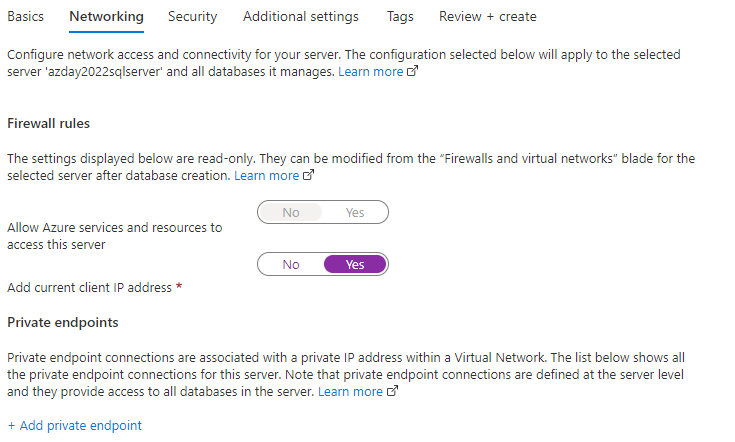 Basics Networking Security Additional settings Tags Review + create
Configure network access and connectivity for your server. The configuration selected below will apply to the selected
server 'azday2022sqlserver' and all databases it manages. Learn more
Firewall rules
The settings displayed below are read-only. They can be modified from the “Firewalls and virtual networks” blade for the
selected server after database creation. Learn more
No Yes
Allow Azure services and resources to
access this server
No Yes
Add current client IP address *
Private endpoints
Private endpoint connections are associated with a private IP address within a Virtual Network. The list below shows all
the private endpoint connections for this server. Note that private endpoint connections are defined at the server level
and they provide access to all databases in the server. Learn more
+ Add private endpoint